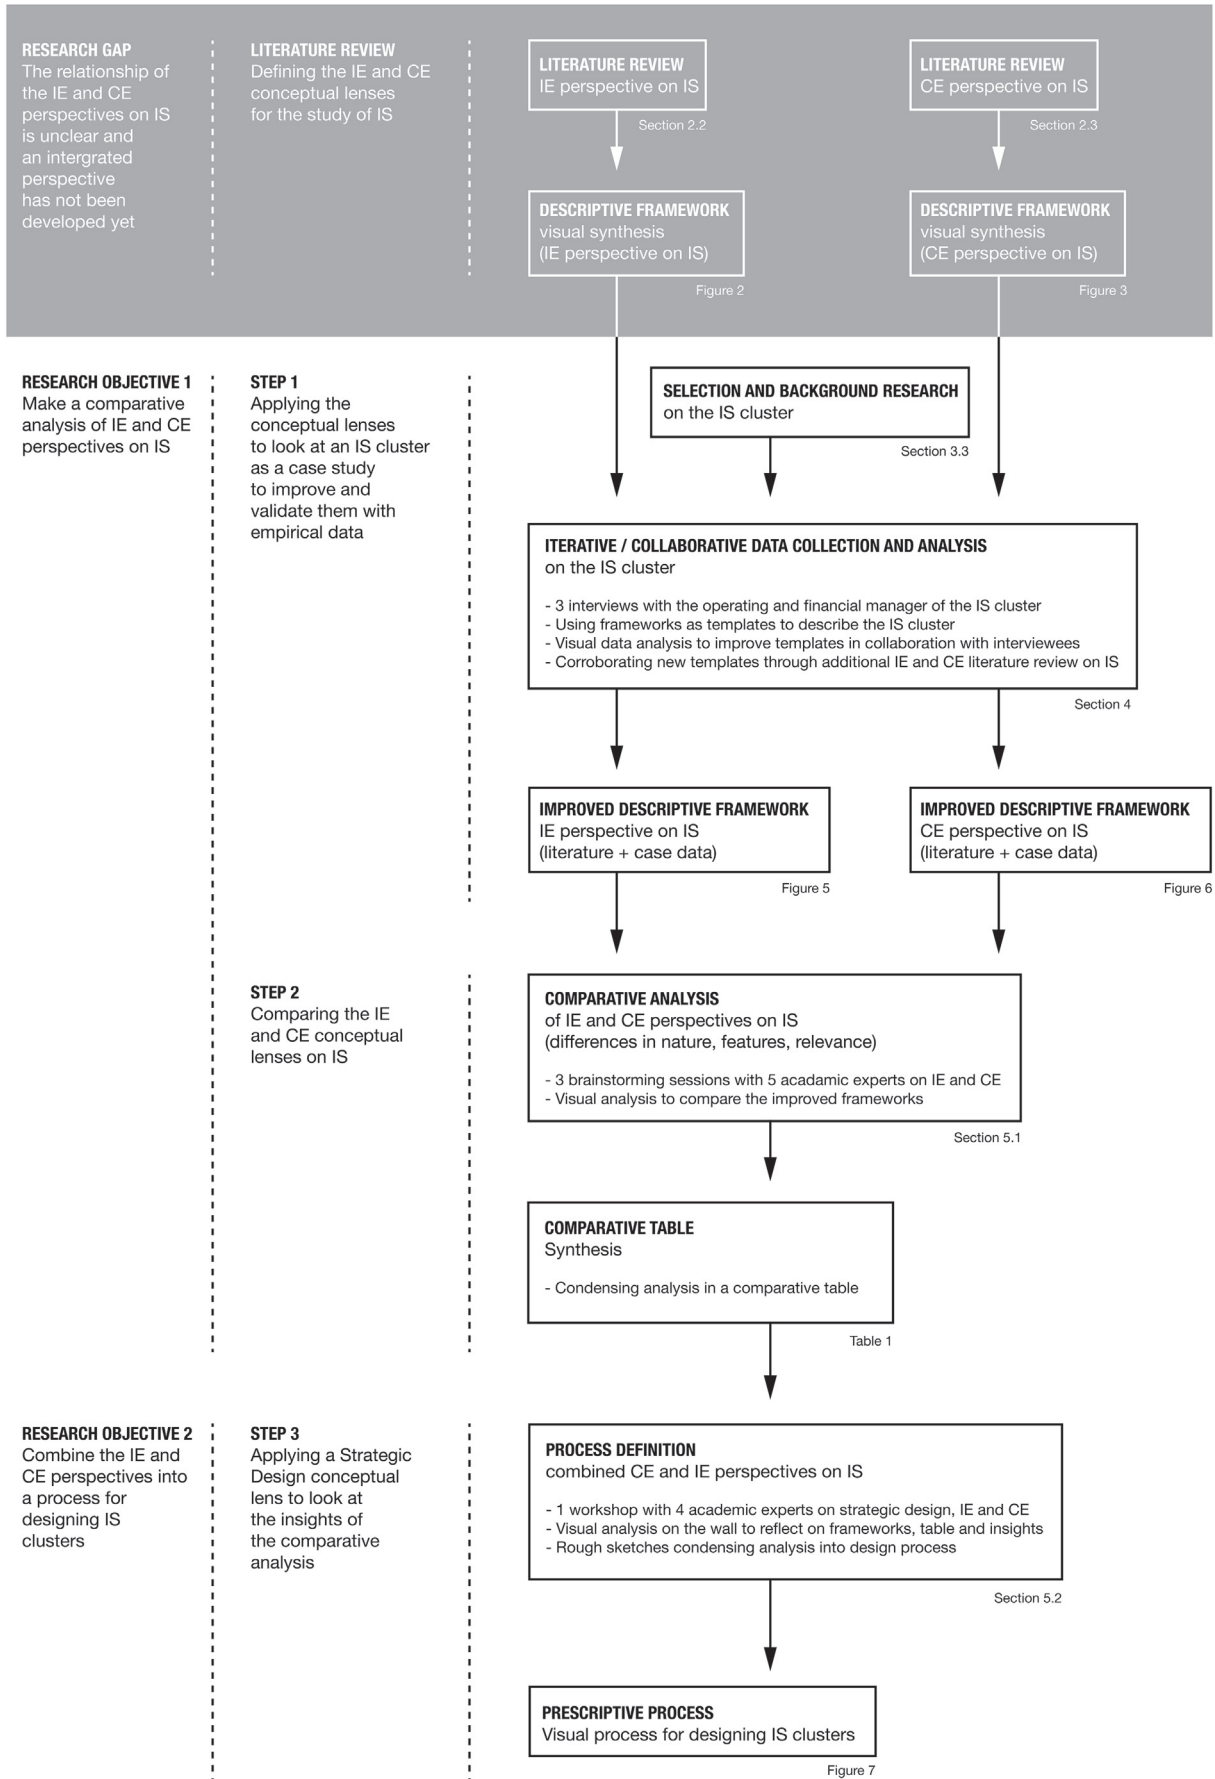 RESEARCH GAP
The relationship of
the IE and CE
perspectives on IS
is unclear and
an intergrated
perspective
has not been
developed yet
LITERATURE REVIEW
Defining the IE and CE
conceptual lenses
for the study of IS
LITERATURE REVIEW
IE perspective on IS
Section 2.2
LITERATURE REVIEW
CE perspective on IS
Section 2.3
DESCRIPTIVE FRAMEWORK
visual synthesis
(IE perspective on IS)
Figure 2
DESCRIPTIVE FRAMEWORK
visual synthesis
(CE perspective on IS)
Figure 3
RESEARCH OBJECTIVE 1
Make a comparative
analysis of IE and CE
perspectives on IS
STEP 1
Applying the
conceptual lenses
to look at an IS cluster
as a case study
to improve and
validate them with
empirical data
SELECTION AND BACKGROUND RESEARCH
on the IS cluster
Section 3.3
ITERATIVE / COLLABORATIVE DATA COLLECTION AND ANALYSIS
on the IS cluster
- 3 interviews with the operating and financial manager of the IS cluster
- Using frameworks as templates to describe the IS cluster
- Visual data analysis to improve templates in collaboration with interviewees
- Corroborating new templates through additional IE and CE literature review on IS
Section 4
IMPROVED DESCRIPTIVE FRAMEWORK
IE perspective on IS
(literature + case data)
Figure 5
IMPROVED DESCRIPTIVE FRAMEWORK
CE perspective on IS
(literature + case data)
Figure 6
STEP 2
Comparing the IE
and CE conceptual
lenses on IS
COMPARATIVE ANALYSIS
of IE and CE perspectives on IS
(differences in nature, features, relevance)
- 3 brainstorming sessions with 5 acadamic experts on IE and CE
- Visual analysis to compare the improved frameworks
Section 5.1
COMPARATIVE TABLE
Synthesis
- Condensing analysis in a comparative table
Table 1
RESEARCH OBJECTIVE 2
Combine the IE and
CE perspectives into
a process for
designing IS
clusters
STEP 3
Applying a Strategic
Design conceptual
lens to look at
the insights of
the comparative
analysis
PROCESS DEFINITION
combined CE and IE perspectives on IS
- 1 workshop with 4 academic experts on strategic design, IE and CE
- Visual analysis on the wall to reflect on frameworks, table and insights
- Rough sketches condensing analysis into design process
Section 5.2
PRESCRIPTIVE PROCESS
Visual process for designing IS clusters
Figure 7